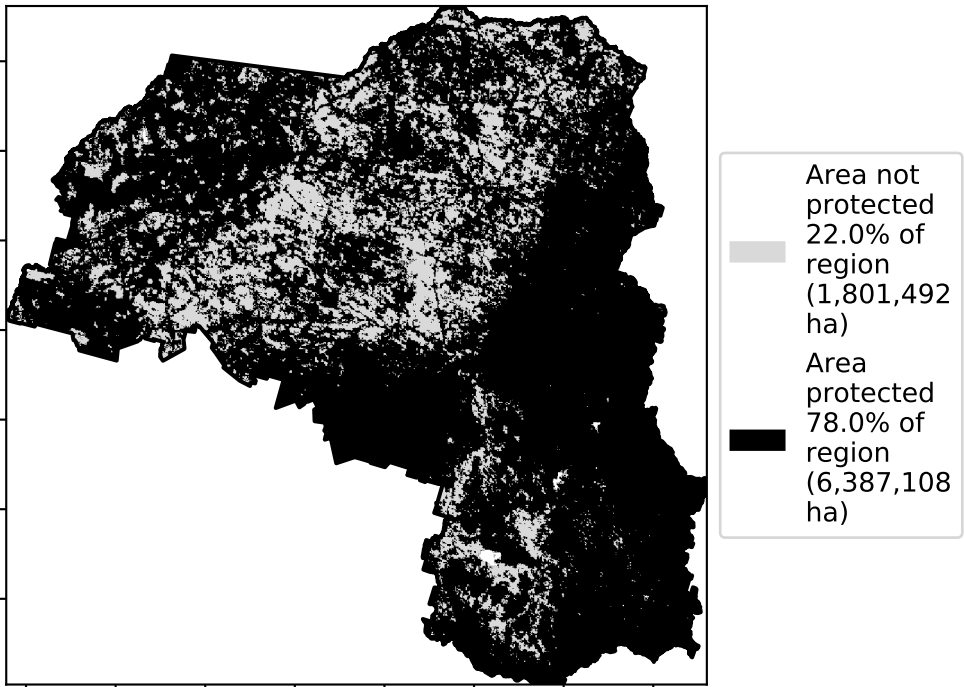 Area not
protected
22.0% of
region
(1,801,492
ha)
Area
protected
78.0% of
region
(6,387,108
ha)